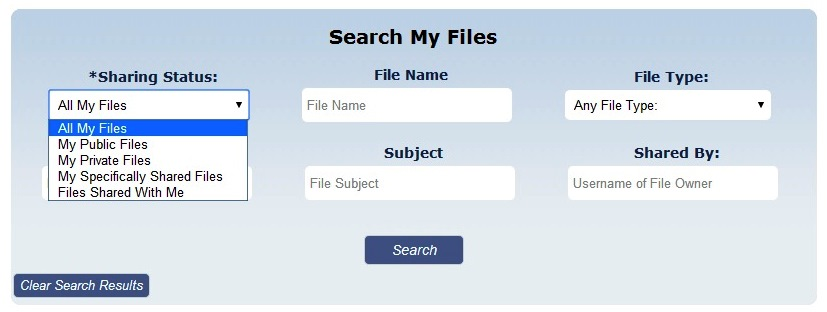 Search My Files
*Sharing Status:
File Name
File Type:
All My Files
File Name
Any File Type:
All My Files
My Public Files
My Private Files
My Specifically Shared Files
Files Shared With Me
Subject
Shared By:
File Subject
Username of File Owner
Search
Clear Search Results